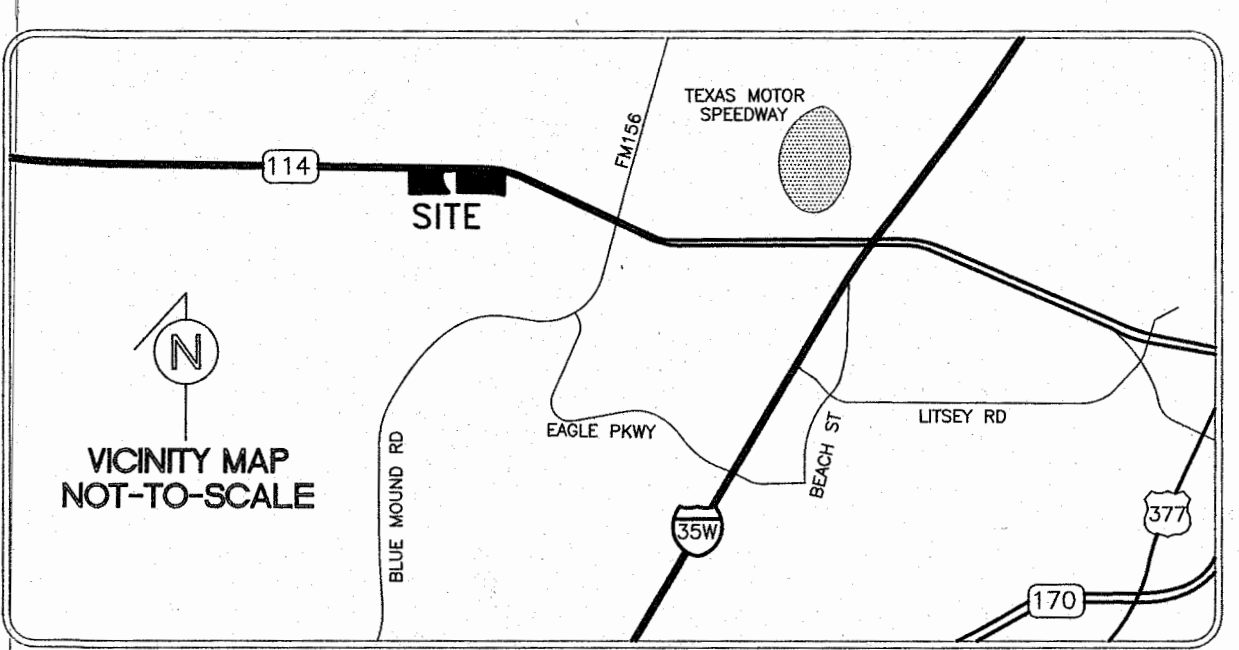 TEXAS MOTOR
SPEEDWAY
FM156
114
SITE
N
VICINITY MAP
NOT-TO-SCALE
BLUE MOUND RD
EAGLE PKWY
BEACH ST
LITSEY RD
35W
377
170